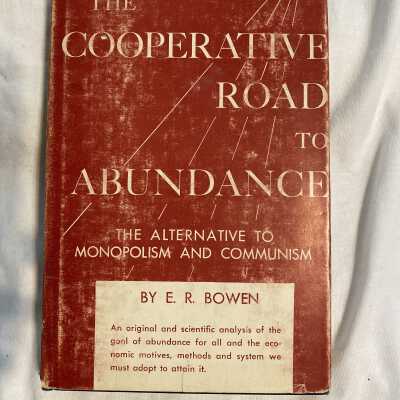 THE
COOPERATIVE
ROAD
TO
ABUNDANCE
THE ALTERNATIVE TO
MONOPOLISM AND COMMUNISM
BY E. R. BOWEN
An original and scientific analysis of the
goal of abundance for all and the eco-
nomic motives, methods and system we
must adopt to attain it.